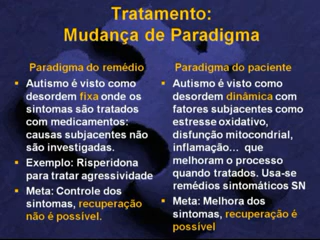 Tratamento:
Mudança de Paradigma
Paradigma do remédio
Autismo é visto como
desordem fixa onde os
sintomas são tratados
com medicamentos:
causas subjacentes não
são investigadas.
Exemplo: Risperidona
para tratar agressividade
Meta: Controle dos
sintomas, recuperação
não é possível.
Paradigma do paciente
Autismo é visto como
desordem dinâmica com
fatores subjacentes como
estresse oxidativo,
disfunção mitocondrial,
inflamação... que
melhoram o processo
quando tratados. Usa-se
remédios sintomáticos SN
Meta: Melhora dos
sintomas, recuperação é
possível